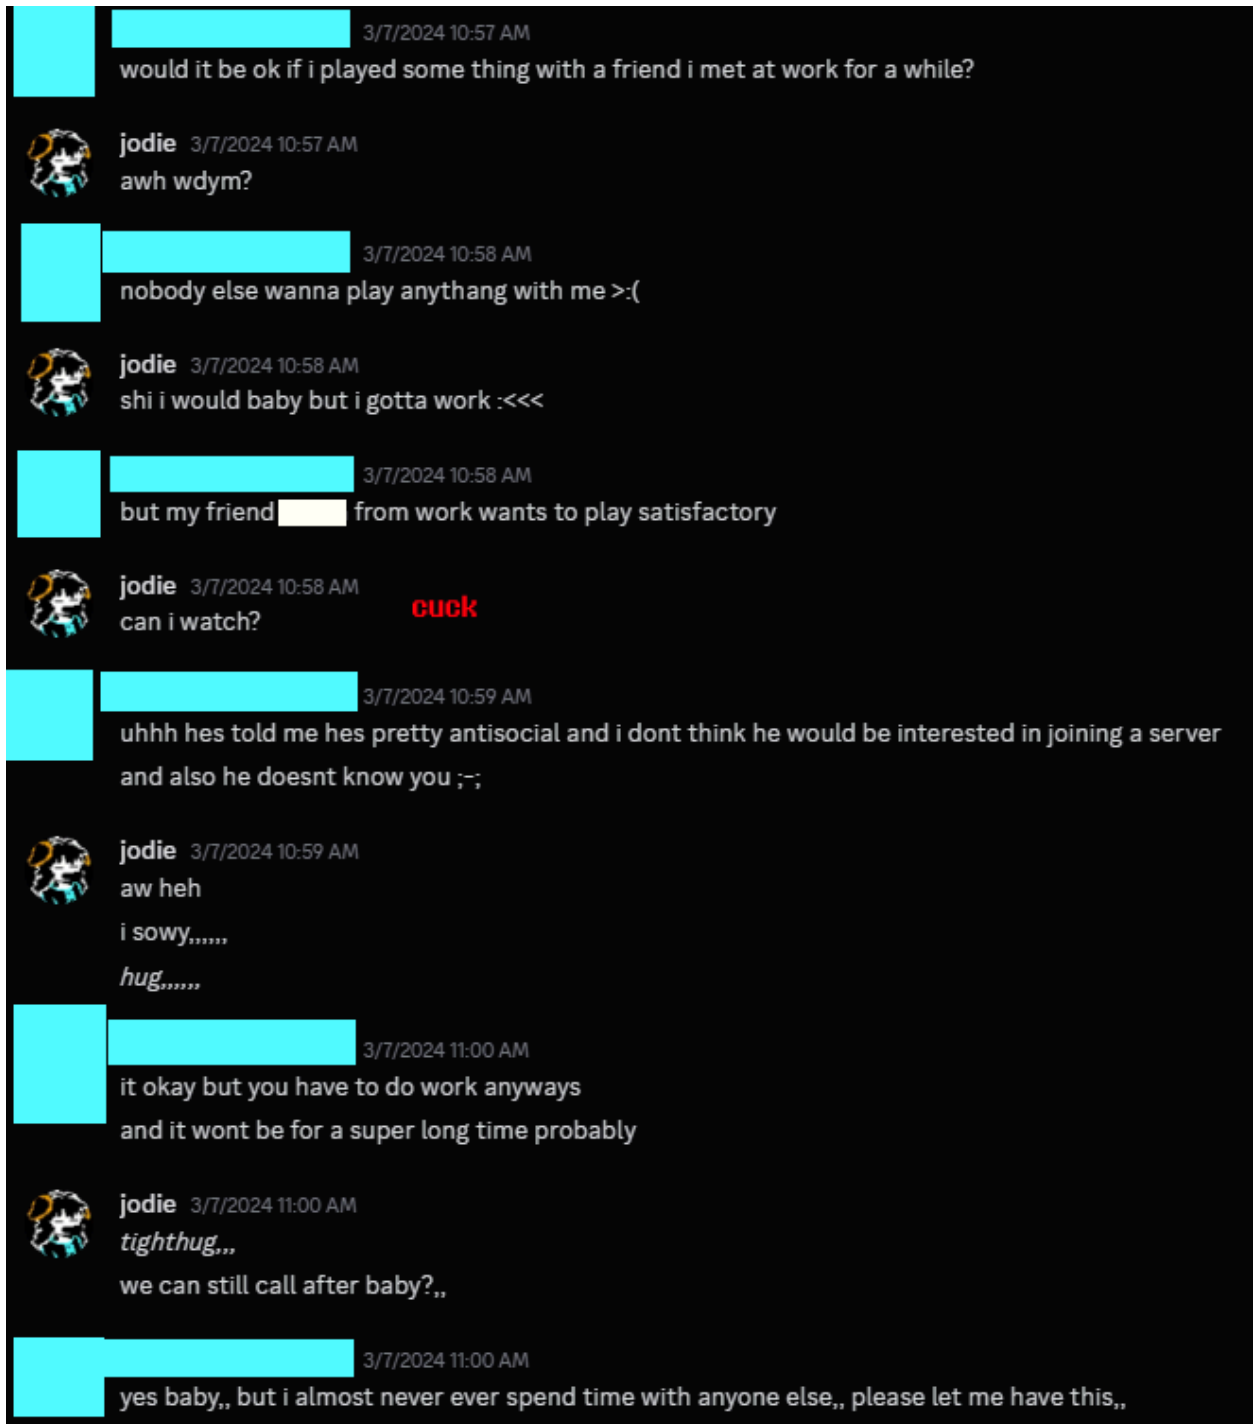 3/7/2024 10:57 AM
would it be ok if i played some thing with a friend i met at work for a while?
jodie 3/7/2024 10:57 AM
awh wdym?
3/7/2024 10:58 AM
nobody else wanna play anythang with me >:(
jodie 3/7/2024 10:58 AM
shi i would baby but i gotta work :<<<
3/7/2024 10:58 AM
but my friend from work wants to play satisfactory
jodie 3/7/2024 10:58 AM
can i watch? cuck
3/7/2024 10:59 AM
uhhh hes told me hes pretty antisocial and i dont think he would be interested in joining a server
and also he doesnt know you ;-;
jodie 3/7/2024 10:59 AM
aw heh
i sowy,,,,,,
hug,,,,,,
3/7/2024 11:00 AM
it okay but you have to do work anyways
and it wont be for a super long time probably
jodie 3/7/2024 11:00 AM
tighthug,,,
we can still call after baby?,,
3/7/2024 11:00 AM
yes baby,, but i almost never ever spend time with anyone else,, please let me have this,,